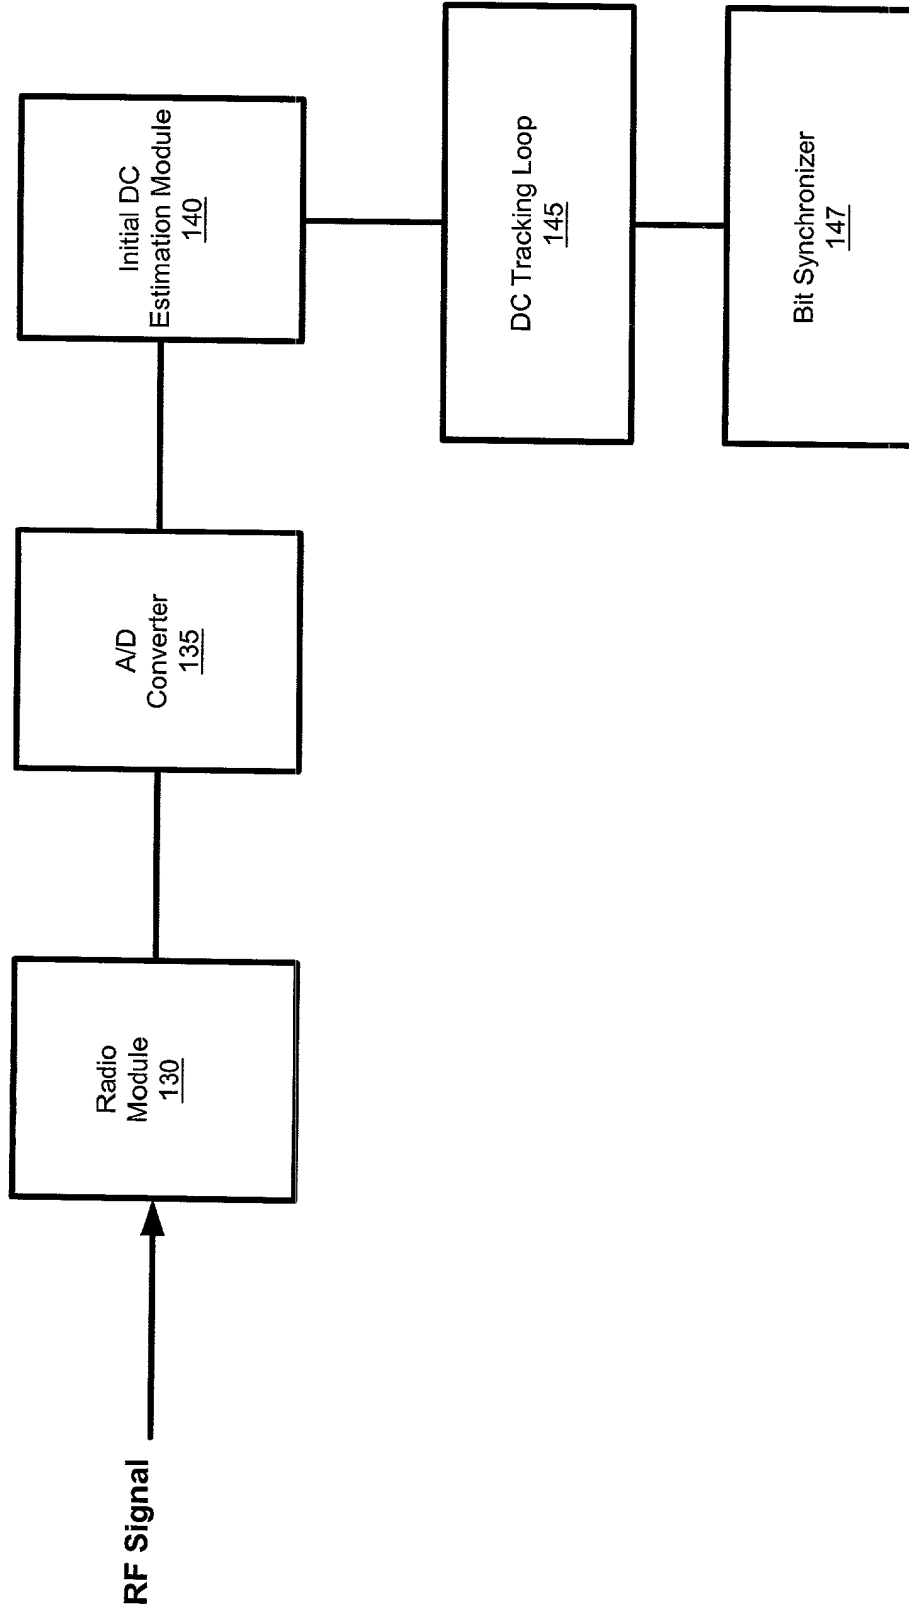 RF Signal
Radio
Module
130
A/D
Converter
135
Initial DC
Estimation Module
140
DC Tracking Loop
145
Bit Synchronizer
147